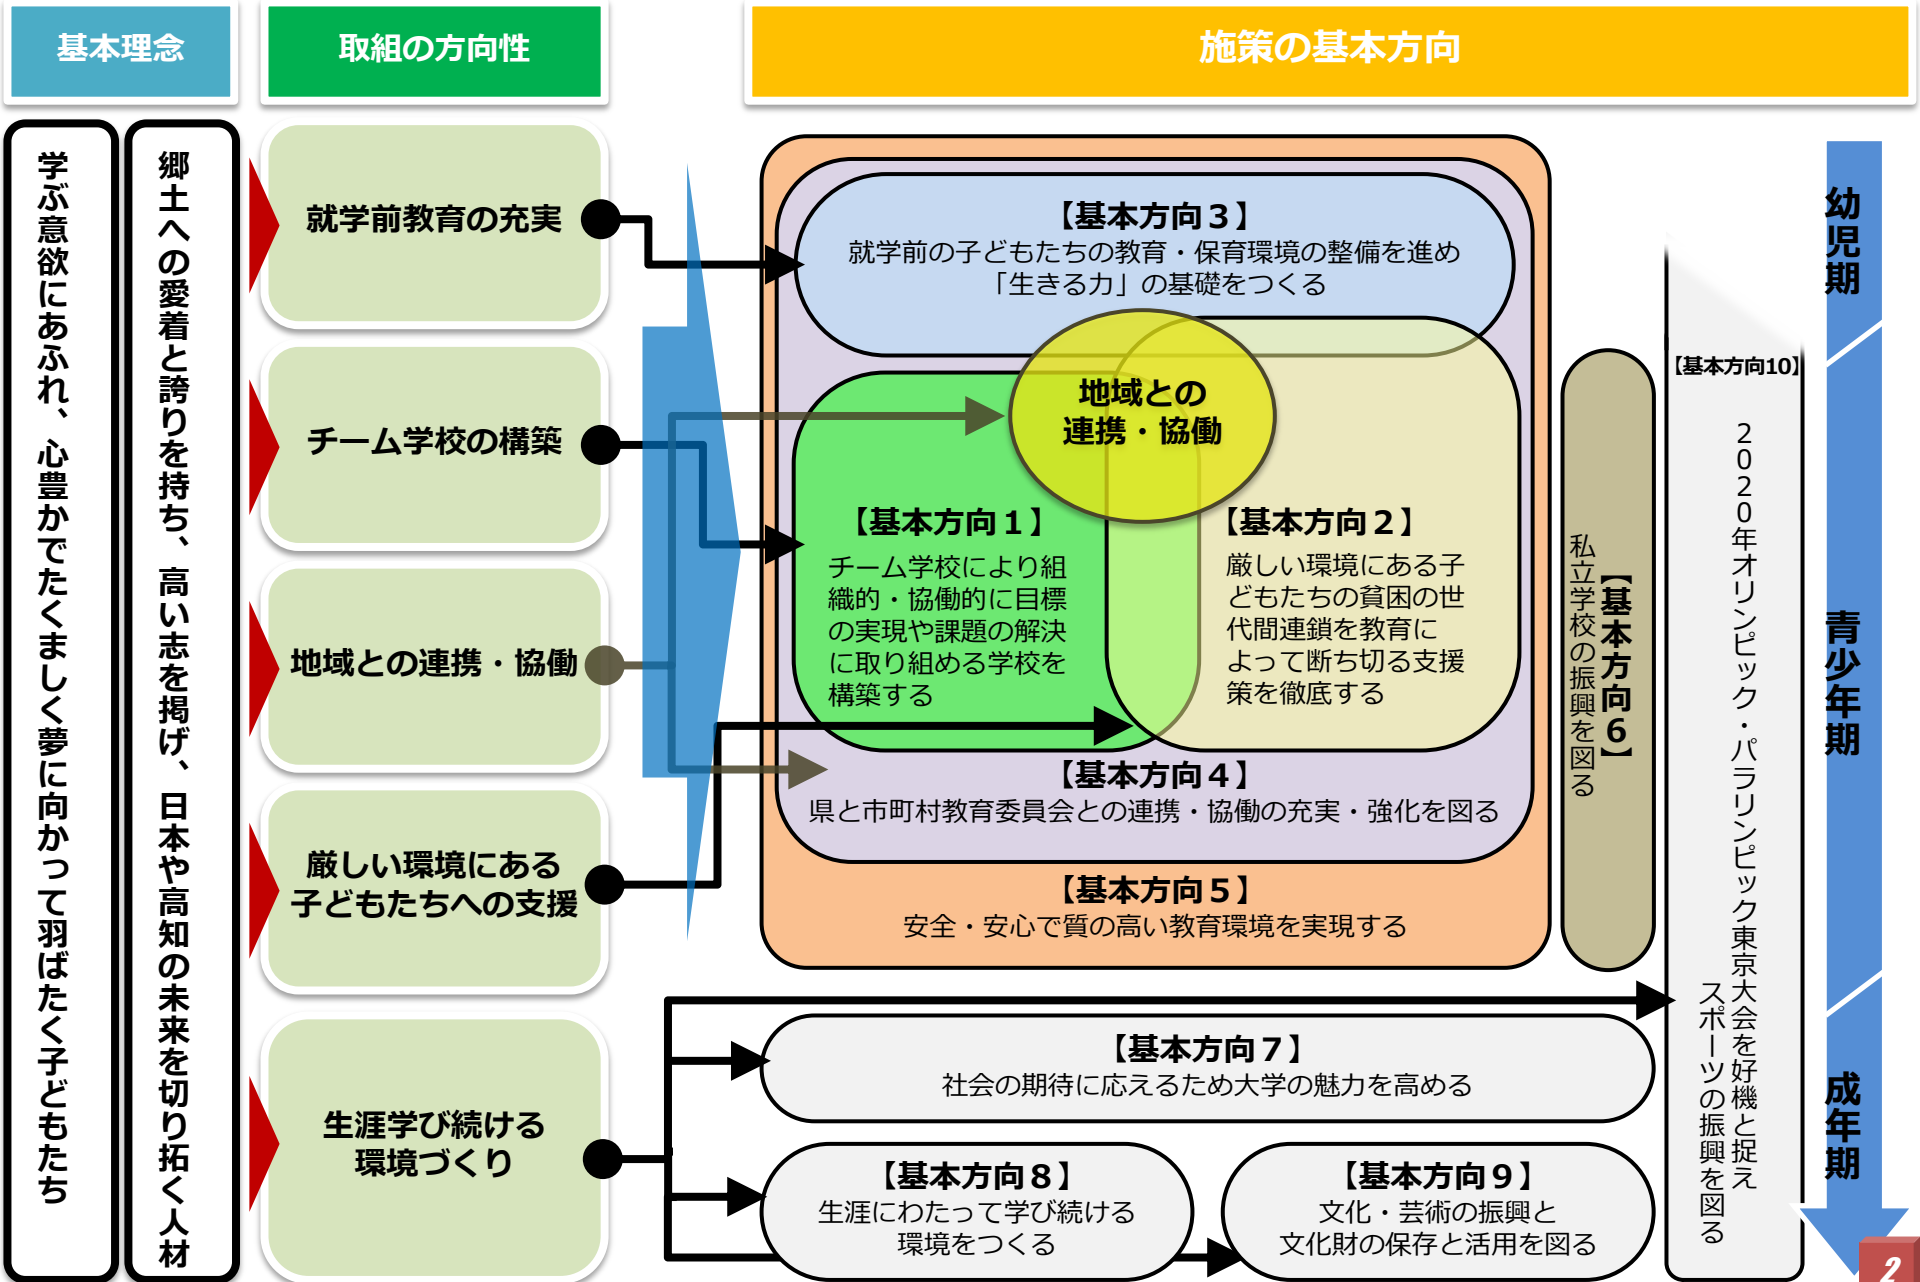 基本理念
取組の方向性
施策の基本方向
学ぶ意欲にあふれ、心豊かでたくましく夢に向かって羽ばたく子どもたち
郷土への愛着と誇りを持ち、高い志を掲げ、日本や高知の未来を切り拓く人材
就学前教育の充実
チーム学校の構築
地域との連携・協働
厳しい環境にある
子どもたちへの支援
生涯学び続ける
環境づくり
【基本方向３】
就学前の子どもたちの教育・保育環境の整備を進め
「生きる力」の基礎をつくる
地域との
連携・協働
【基本方向１】
チーム学校により組
織的・協働的に目標
の実現や課題の解決
に取り組める学校を
構築する
【基本方向２】
厳しい環境にある子
どもたちの貧困の世
代間連鎖を教育に
よって断ち切る支援
策を徹底する
【基本方向４】
県と市町村教育委員会との連携・協働の充実・強化を図る
【基本方向５】
安全・安心で質の高い教育環境を実現する
【基本方向６】
私立学校の振興を図る
【基本方向７】
社会の期待に応えるため大学の魅力を高める
【基本方向８】
生涯にわたって学び続ける
環境をつくる
【基本方向９】
文化・芸術の振興と
文化財の保存と活用を図る
【基本方向10】
２０２０年オリンピック・パラリンピック東京大会を好機と捉え
スポーツの振興を図る
幼児期
青少年期
成年期
2